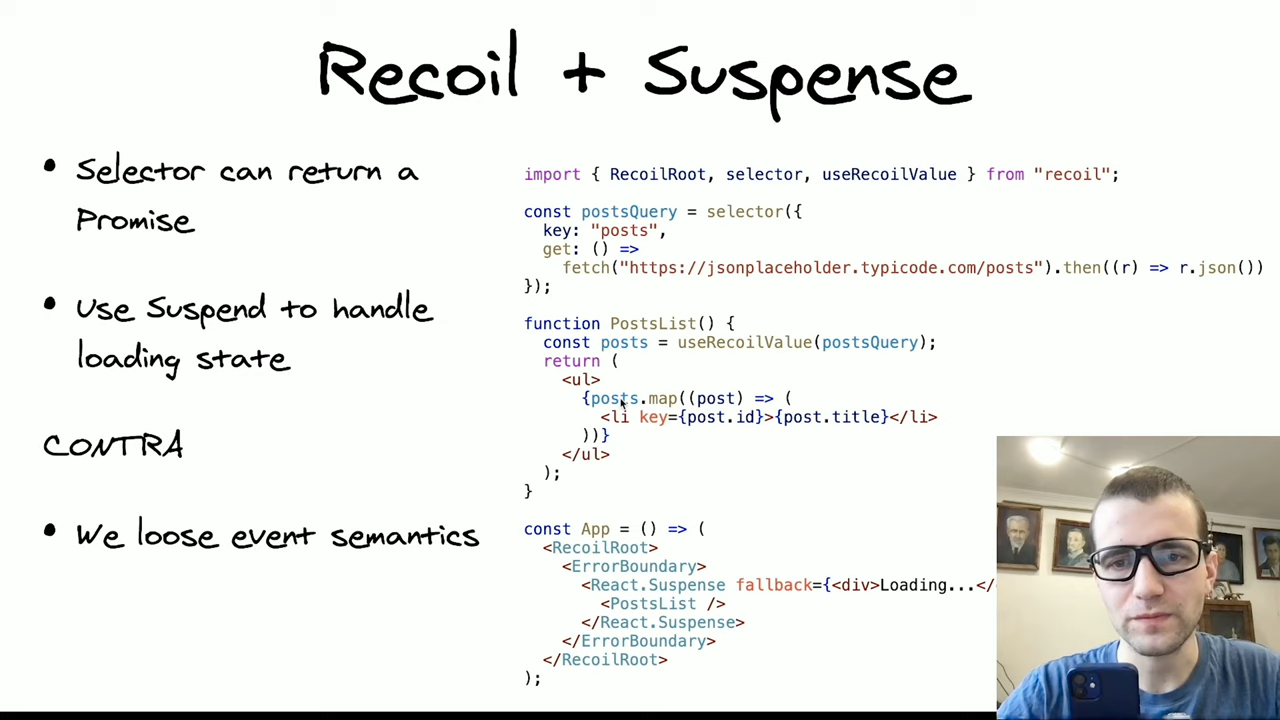 Recoil + Suspense
• Selector can return a
Promise
• Use Suspend to handle
loading state
CONTRA
• We loose event semantics
import { RecoilRoot, selector, useRecoilValue } from "recoil";
const postsQuery = selector({
key: "posts",
get: () =>
fetch("https://jsonplaceholder.typicode.com/posts").then((r) => r.json())
});
function PostsList() {
const posts = useRecoilValue(postsQuery);
return (
<ul>
{posts.map((post) => (
<li key={post.id}>{post.title}</li>
))}
</ul>
);
}
const App = () => (
<RecoilRoot>
<ErrorBoundary>
<React.Suspense fallback={<div>Loading...</
<PostsList />
</React.Suspense>
</ErrorBoundary>
</RecoilRoot>
);